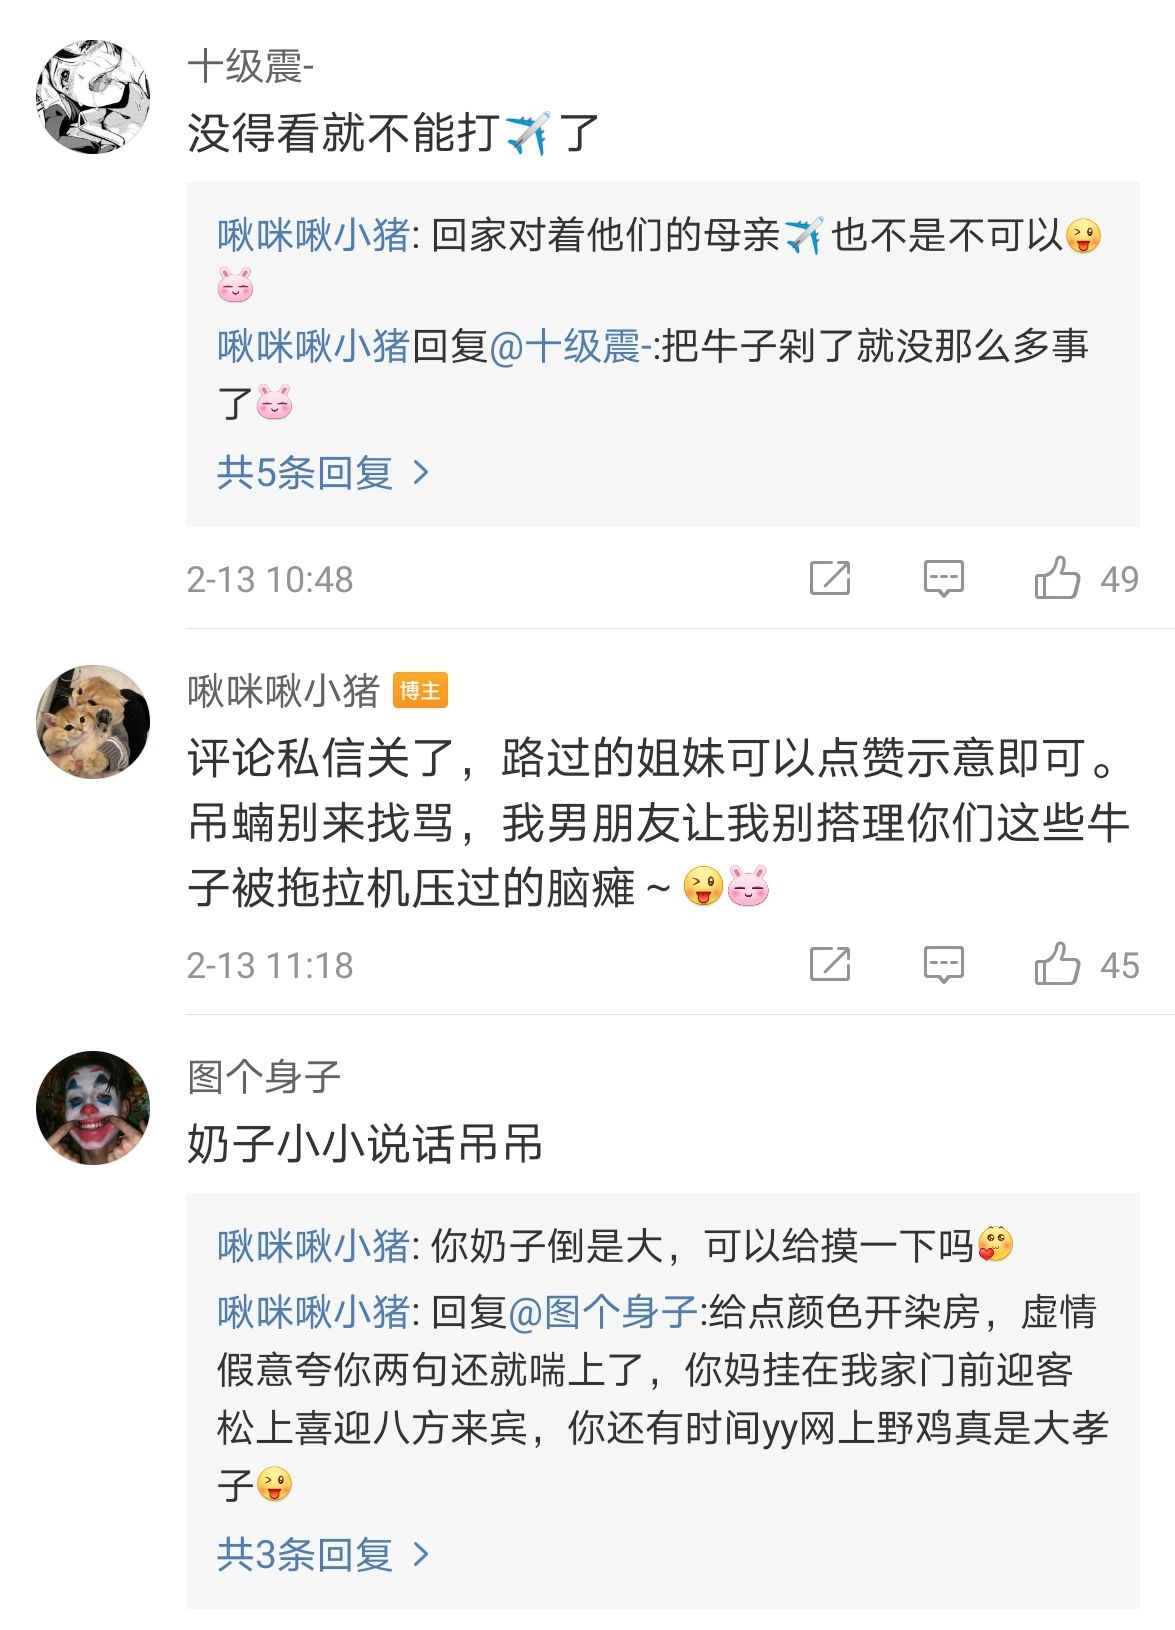 十级震-
没得看就不能打✈️了
啾咪啾小猪: 回家对着他们的母亲✈️也不是不可以😜
🐰
啾咪啾小猪回复@十级震-:把牛子剁了就没那么多事
了🐰
共5条回复 >
2-13 10:48
49
啾咪啾小猪 博主
评论私信关了，路过的姐妹可以点赞示意即可。
吊蝻别来找骂，我男朋友让我别搭理你们这些牛
子被拖拉机压过的脑瘫～😜🐰
2-13 11:18
45
图个身子
奶子小小说话吊吊
啾咪啾小猪: 你奶子倒是大，可以给摸一下吗🥰
啾咪啾小猪: 回复@图个身子:给点颜色开染房，虚情
假意夸你两句还就喘上了，你妈挂在我家门前迎客
松上喜迎八方来宾，你还有时间yy网上野鸡真是大孝
子😜
共3条回复 >